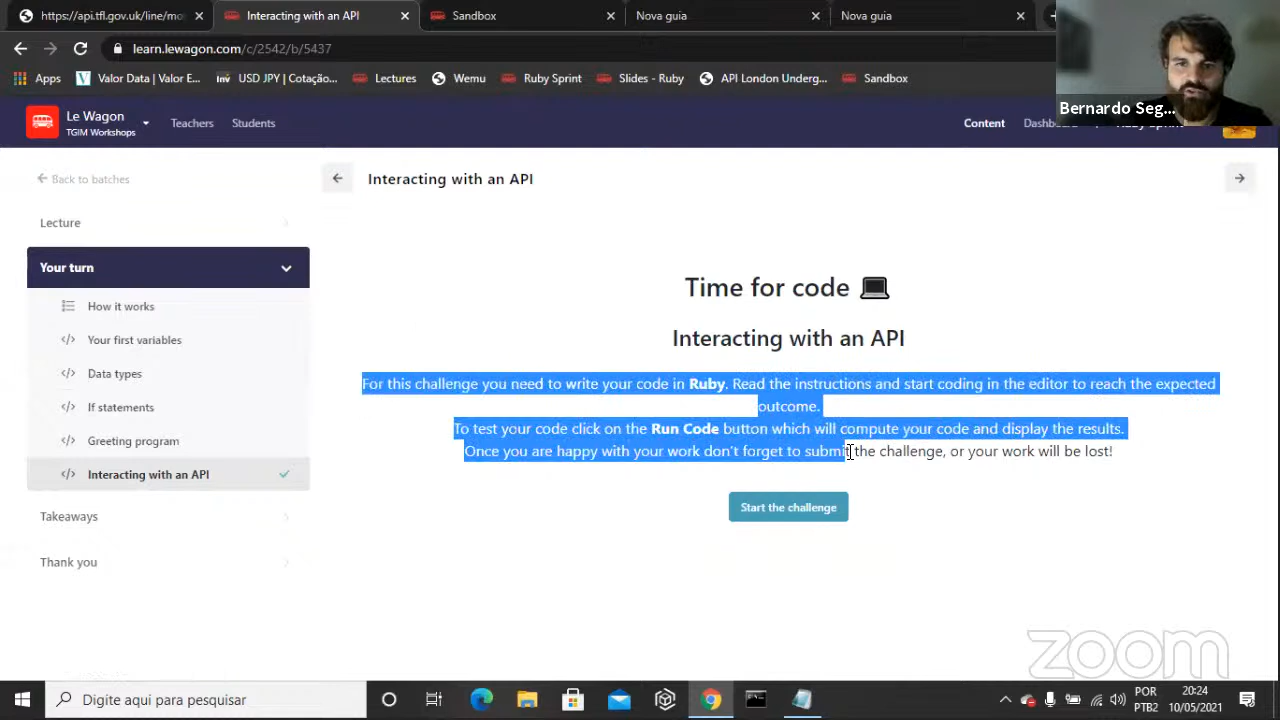 https://api.tfl.gov.uk/line/mo
Interacting with an API
Sandbox
Nova guia
Nova guia
learn.lewagon.com/c/2542/b/5437
Apps
Valor Data (Valor E...
inv
USD JPY (Cotação...
Lectures
Wemu
Ruby Sprint
Slides - Ruby
API London Underg...
Sandbox
Bernardo Seg...
Le Wagon
TGIM Workshops
Teachers
Students
Content
Back to batches
Interacting with an API
Lecture
Your turn
How it works
Your first variables
Data types
If statements
Greeting program
Interacting with an API
Takeaways
Thank you
Time for code
Interacting with an API
For this challenge you need to write your code in Ruby. Read the instructions and start coding in the editor to reach the expected
outcome.
To test your code click on the Run Code button which will compute your code and display the results.
Once you are happy with your work don't forget to submit the challenge, or your work will be lost!
Start the challenge
zoom
Digite aqui para pesquisar
POR
PTB2
20:24
10/05/2021